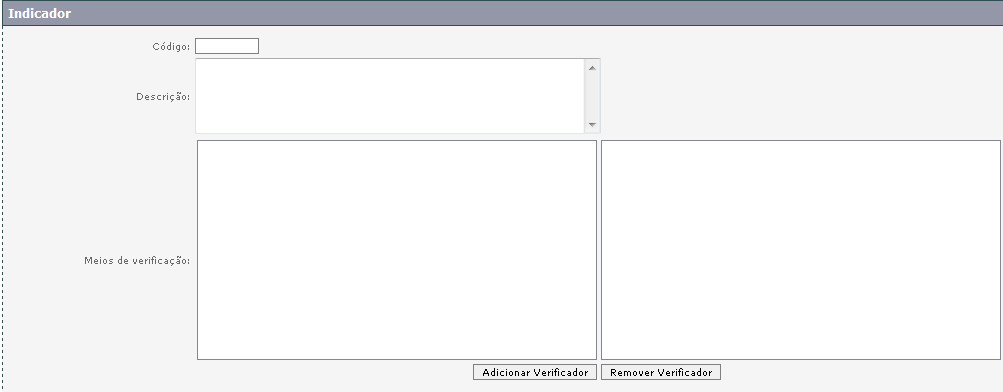 Indicador
Código:
Descrição:
Meios de verificação:
Adicionar Verificador Remover Verificador